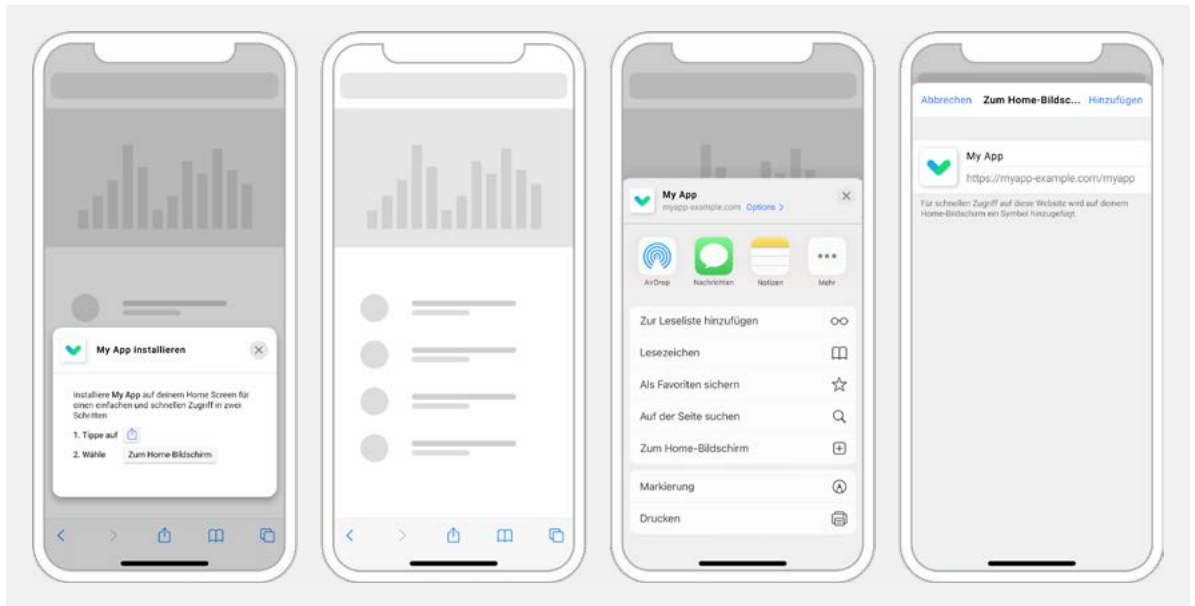 My App installieren
Installiere My App auf deinem Home Screen für
einen einfachen und schnellen Zugriff in zwei
Schritten
1. Tippe auf
2. Wähle Zum Home-Bildschirm
My App
myapp-example.com Options >
AirDrop Nachrichten Notizen Mehr
Zur Leseliste hinzufügen
Lesezeichen
Als Favoriten sichern
Auf der Seite suchen
Zum Home-Bildschirm
Markierung
Drucken
Abbrechen Zum Home-Bildsc... Hinzufügen
My App
https://myapp-example.com/myapp
Für schnellen Zugriff auf diese Website wird auf deinem
Home-Bildschirm ein Symbol hinzugefügt.